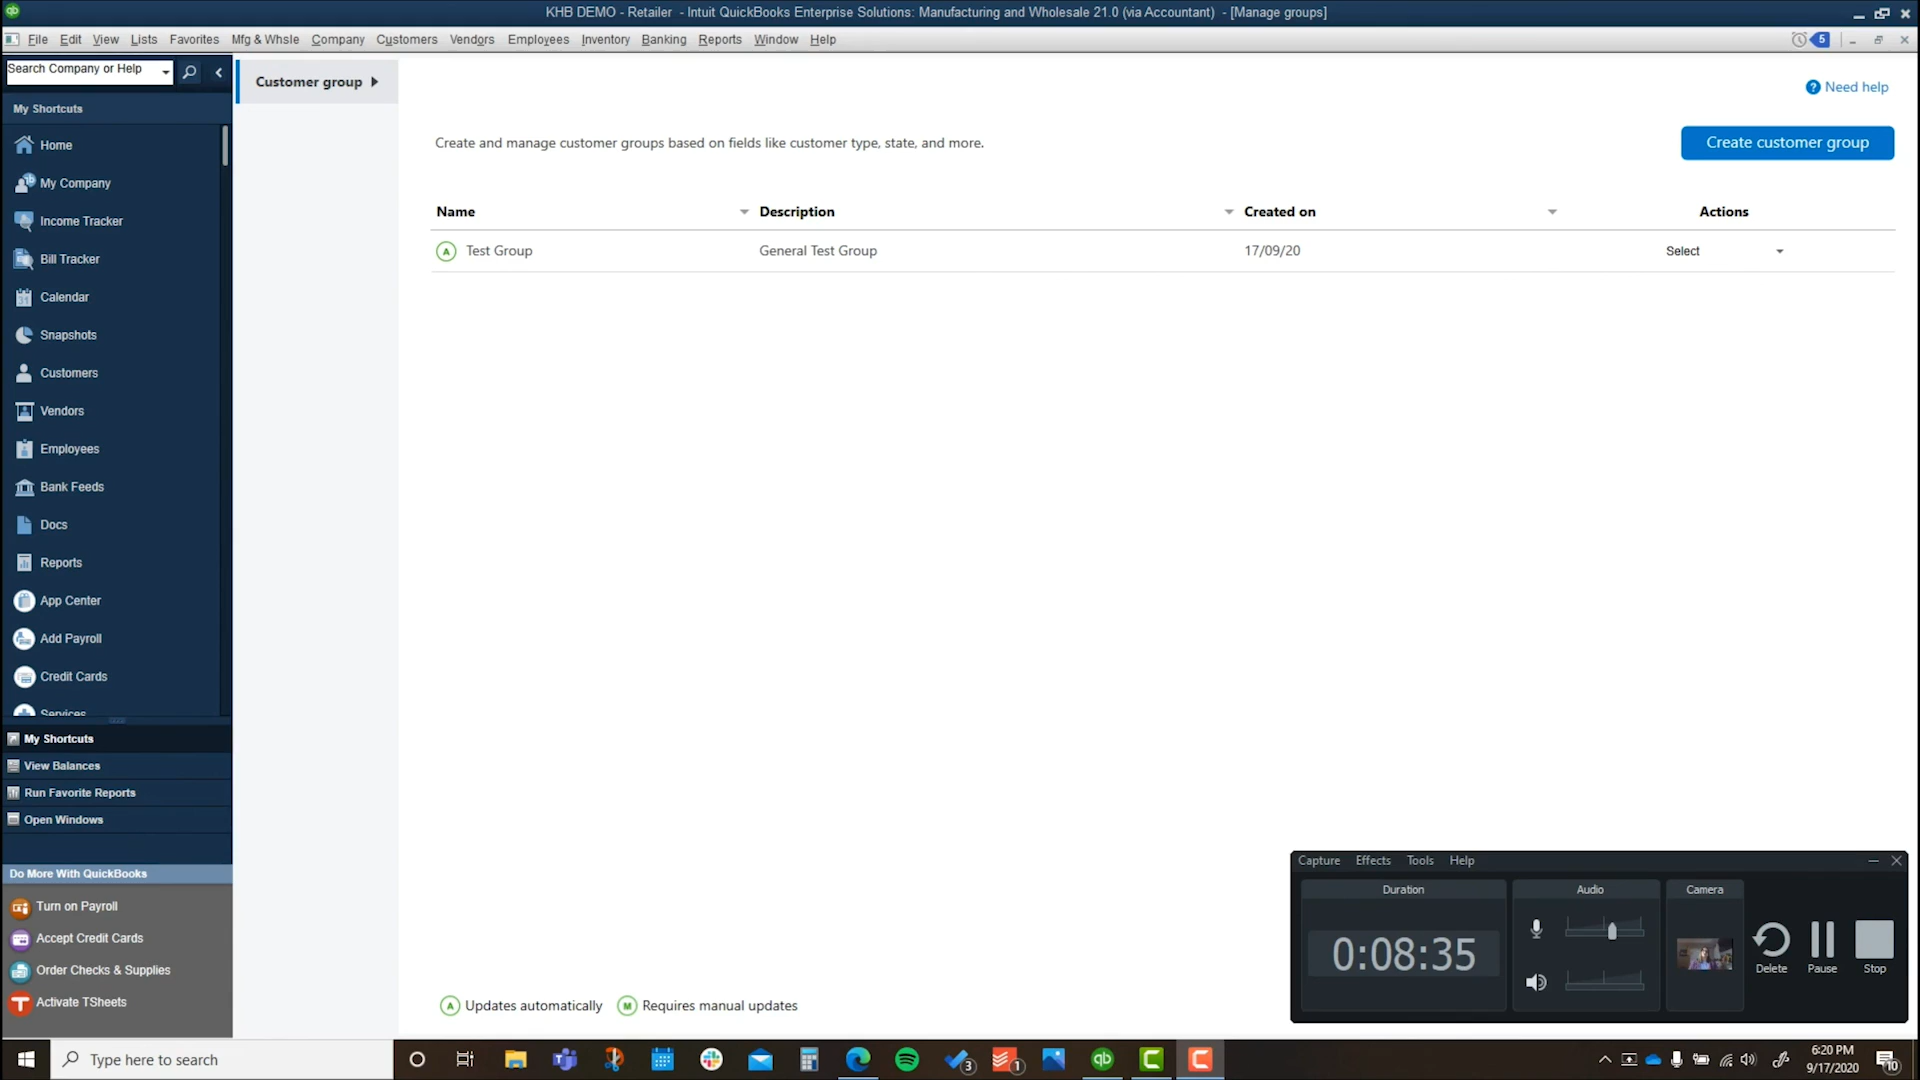 KHB DEMO - Retailer - Intuit QuickBooks Enterprise Solutions: Manufacturing and Wholesale 21.0 (via Accountant) - [Manage groups]
File Edit View Lists Favorites Mfg & Whsle Company Customers Vendors Employees Inventory Banking Reports Window Help
5
Search Company or Help
My Shortcuts
Home
My Company
Income Tracker
Bill Tracker
Calendar
Snapshots
Customers
Vendors
Employees
Bank Feeds
Docs
Reports
App Center
Add Payroll
Credit Cards
Services
My Shortcuts
View Balances
Run Favorite Reports
Open Windows
Do More With QuickBooks
Turn on Payroll
Accept Credit Cards
Order Checks & Supplies
Activate TSheets
Customer group
? Need help
Create and manage customer groups based on fields like customer type, state, and more.
Create customer group
Name Description Created on Actions
A Test Group General Test Group 17/09/20 Select
A Updates automatically M Requires manual updates
Capture Effects Tools Help
Duration Audio Camera
0:08:35
Delete Pause Stop
Type here to search
3
1
6:20 PM
9/17/2020
10